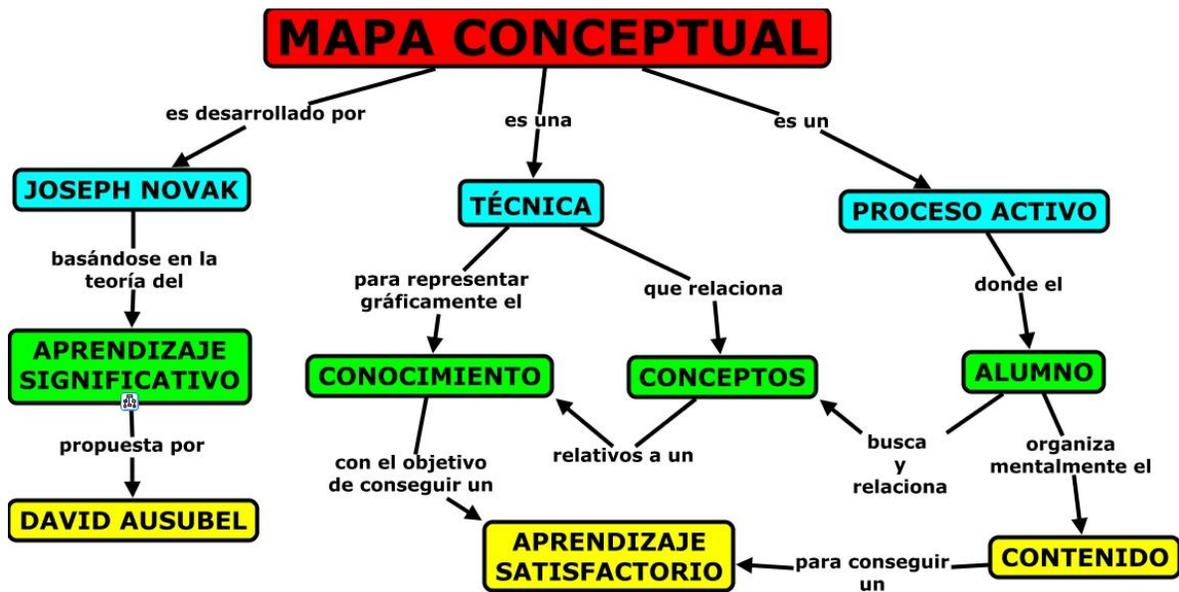 MAPA CONCEPTUAL
es desarrollado por
es una
es un
JOSEPH NOVAK
TÉCNICA
PROCESO ACTIVO
basándose en la
teoría del
para representar
gráficamente el
que relaciona
donde el
APRENDIZAJE
SIGNIFICATIVO
CONOCIMIENTO
CONCEPTOS
ALUMNO
propuesta por
con el objetivo
de conseguir un
relativos a un
busca
y
relaciona
organiza
mentalmente el
DAVID AUSUBEL
APRENDIZAJE
SATISFACTORIO
para conseguir
un
CONTENIDO